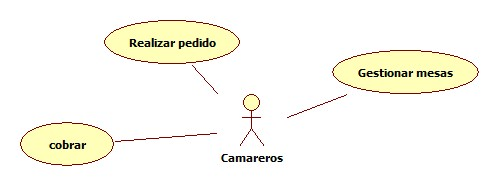 Realizar pedido
Gestionar mesas
cobrar
Camareros